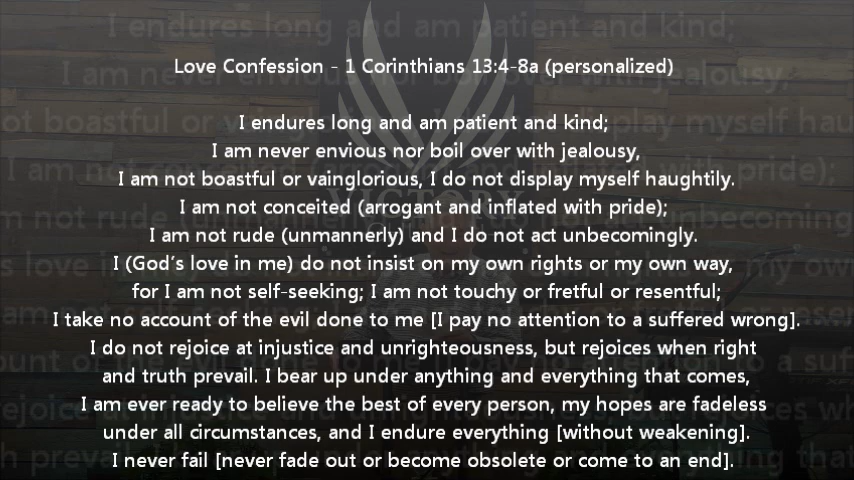 Love Confession - 1 Corinthians 13:4-8a (personalized)
I endures long and am patient and kind;
I am never envious nor boil over with jealousy,
I am not boastful or vainglorious, I do not display myself haughtily.
I am not conceited (arrogant and inflated with pride);
I am not rude (unmannerly) and I do not act unbecomingly.
I (God's love in me) do not insist on my own rights or my own way,
for I am not self-seeking; I am not touchy or fretful or resentful;
I take no account of the evil done to me [I pay no attention to a suffered wrong].
I do not rejoice at injustice and unrighteousness, but rejoices when right
and truth prevail. I bear up under anything and everything that comes,
I am ever ready to believe the best of every person, my hopes are fadeless
under all circumstances, and I endure everything [without weakening].
I never fail [never fade out or become obsolete or come to an end].